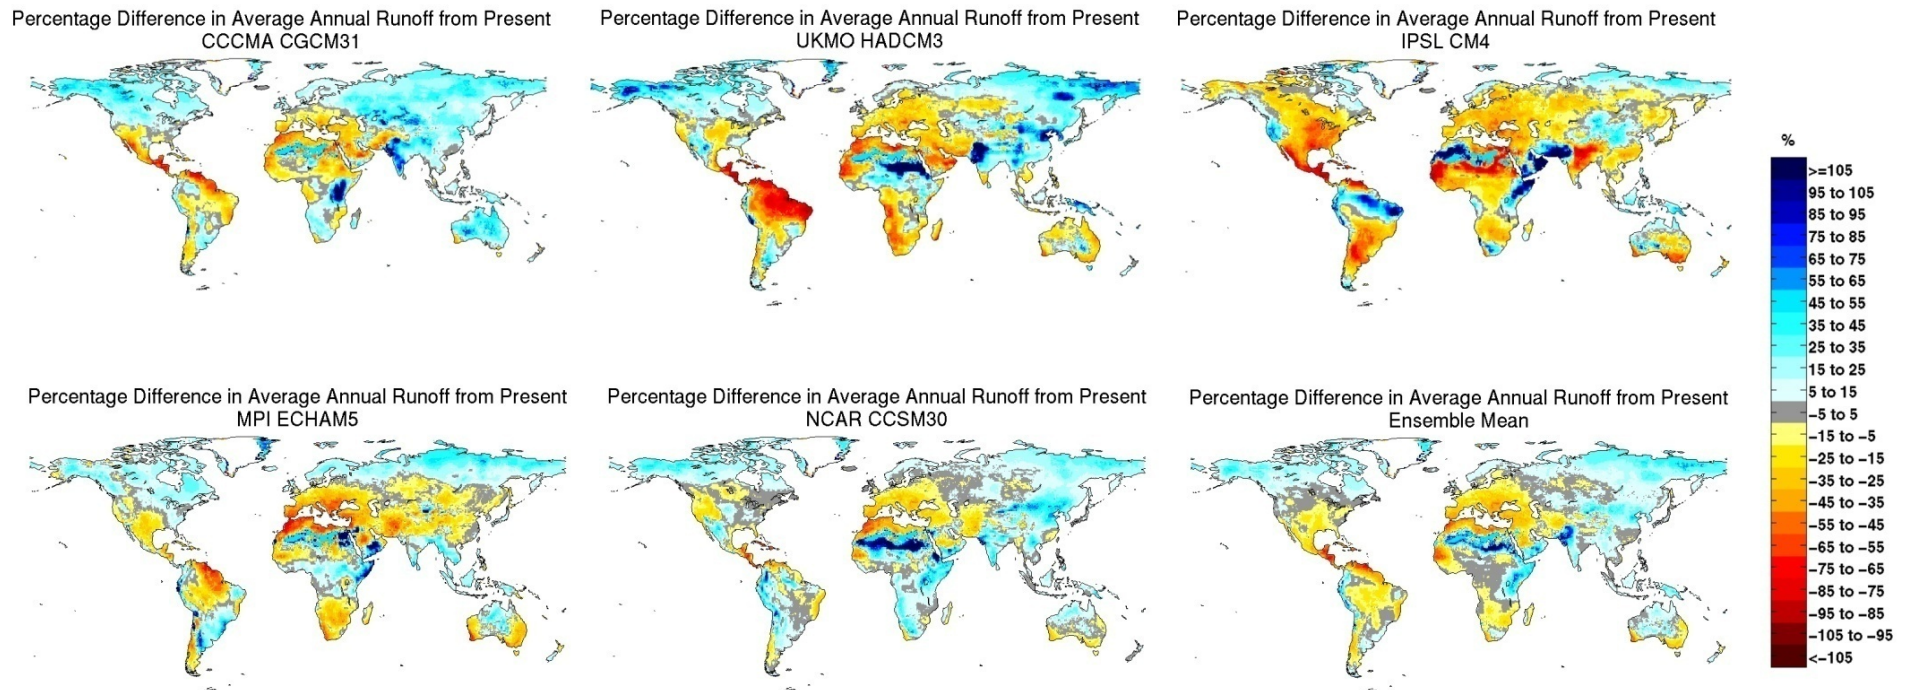 Percentage Difference in Average Annual Runoff from Present
CCCMA CGCM31
Percentage Difference in Average Annual Runoff from Present
UKMO HADCM3
Percentage Difference in Average Annual Runoff from Present
IPSL CM4
%
>=105
95 to 105
85 to 95
75 to 85
65 to 75
55 to 65
45 to 55
35 to 45
25 to 35
15 to 25
5 to 15
−5 to 5
−15 to −5
−25 to −15
−35 to −25
−45 to −35
−55 to −45
−65 to −55
−75 to −65
−85 to −75
−95 to −85
−105 to −95
<−105
Percentage Difference in Average Annual Runoff from Present
MPI ECHAM5
Percentage Difference in Average Annual Runoff from Present
NCAR CCSM30
Percentage Difference in Average Annual Runoff from Present
Ensemble Mean